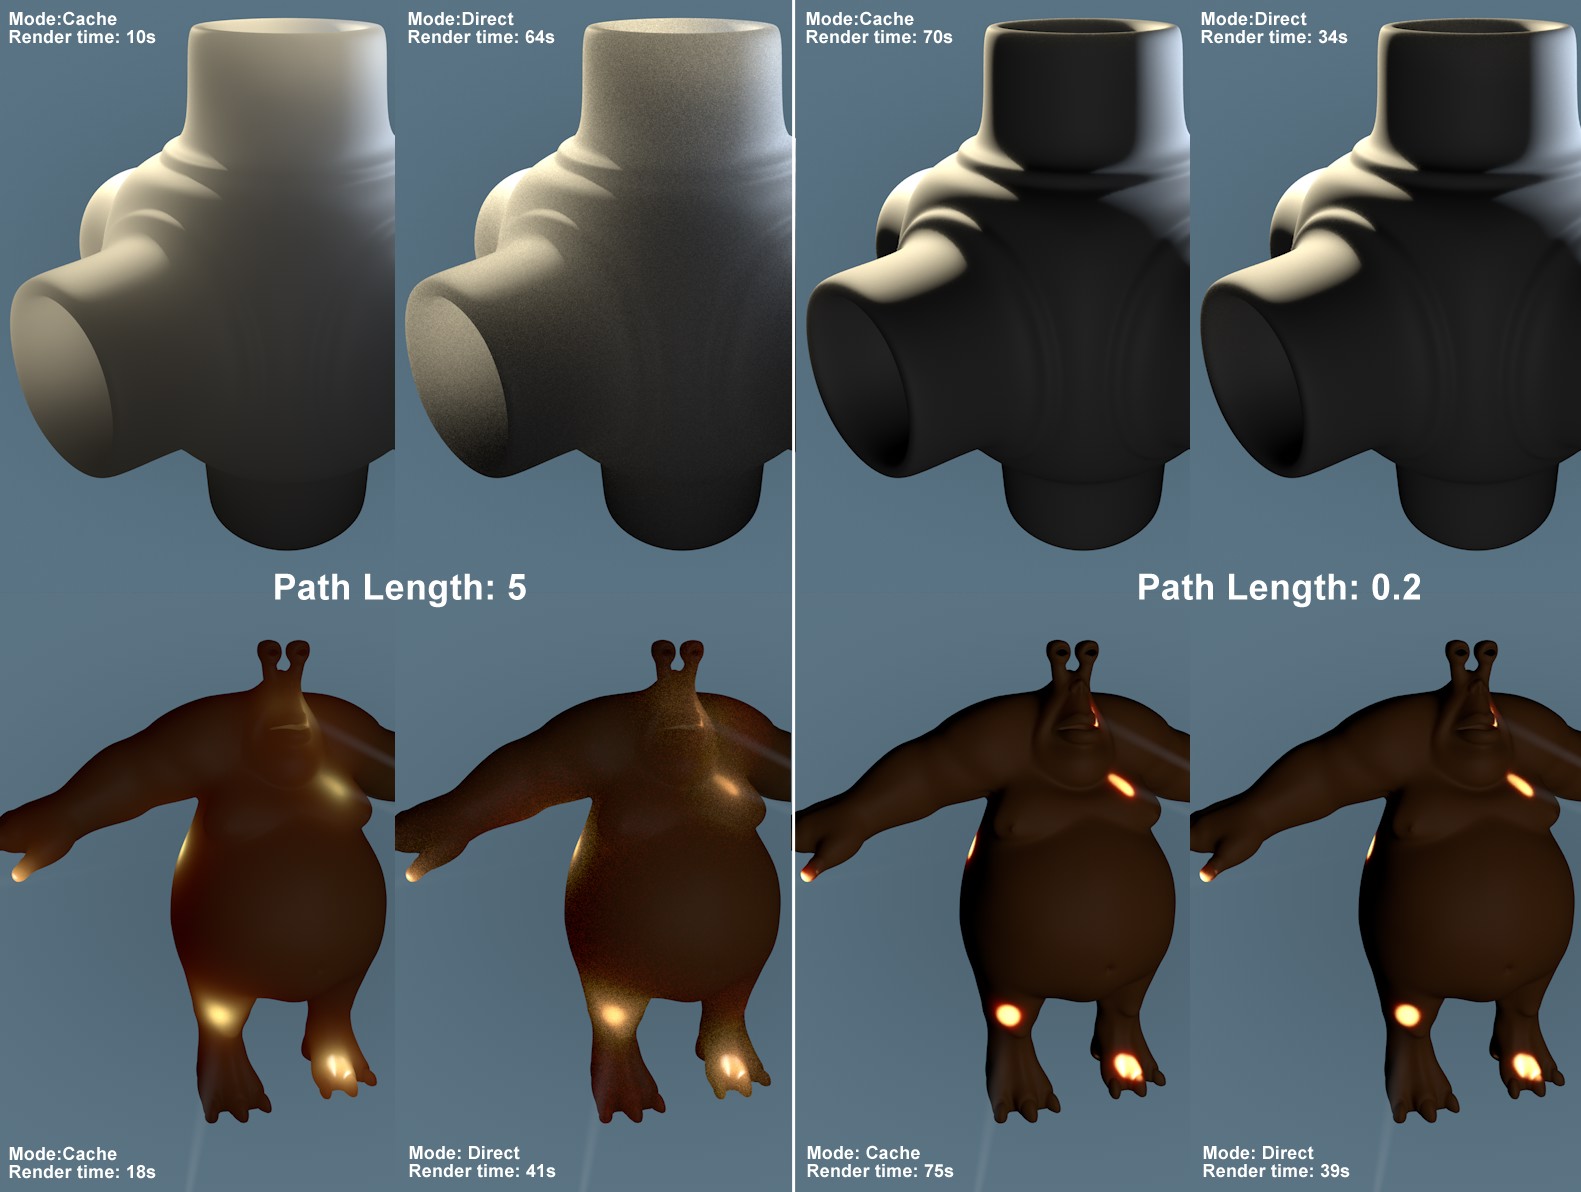 Mode:Cache
Render time: 10s
Mode:Direct
Render time: 64s
Mode:Cache
Render time: 70s
Mode:Direct
Render time: 34s
Path Length: 5
Path Length: 0.2
Mode:Cache
Render time: 18s
Mode: Direct
Render time: 41s
Mode: Cache
Render time: 75s
Mode: Direct
Render time: 39s